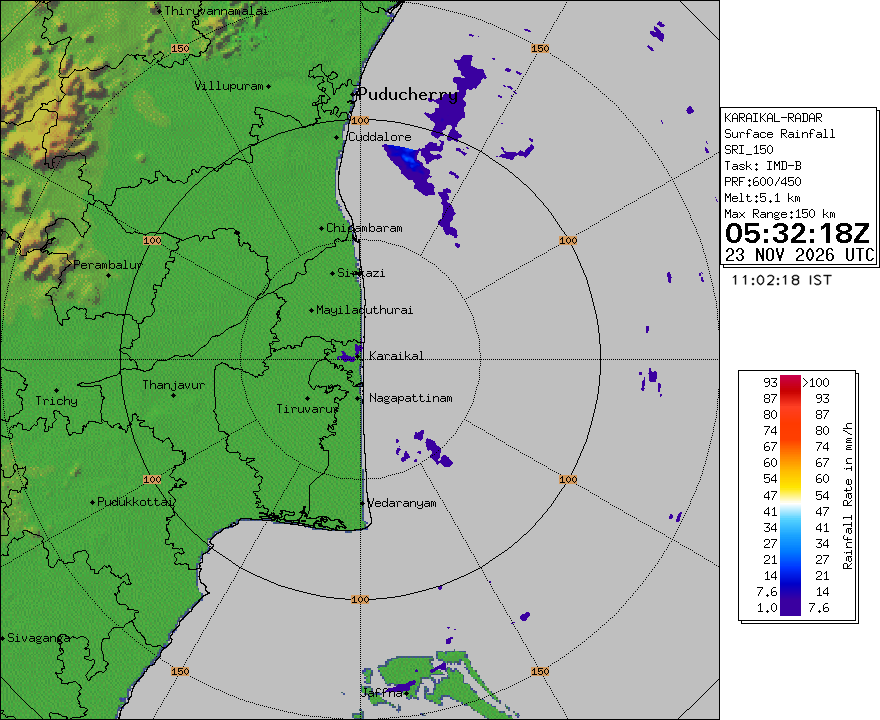 Thiruvannamalai
150
150
Villupuram
Puducherry
100
Cuddalore
Chidambaram
100
100
Perambalur
Sirkazi
Mayiladuthurai
Karaikal
Thanjavur
Trichy
Tiruvarur
Nagapattinam
100
100
Pudukkottai
Vedaranyam
100
Sivaganga
150
150
Jaffna
KARAIKAL-RADAR
Surface Rainfall
SRI_150
Task: IMD-B
PRF:600/450
Melt:5.1 km
Max Range:150 km
05:32:18Z
23 NOV 2026 UTC
11:02:18 IST
93 >100
87 93
80 87
74 80
67 74
60 67
54 60
47 54
41 47
34 41
27 34
21 27
14 21
7.6 14
1.0 7.6
Rainfall Rate in mm/h